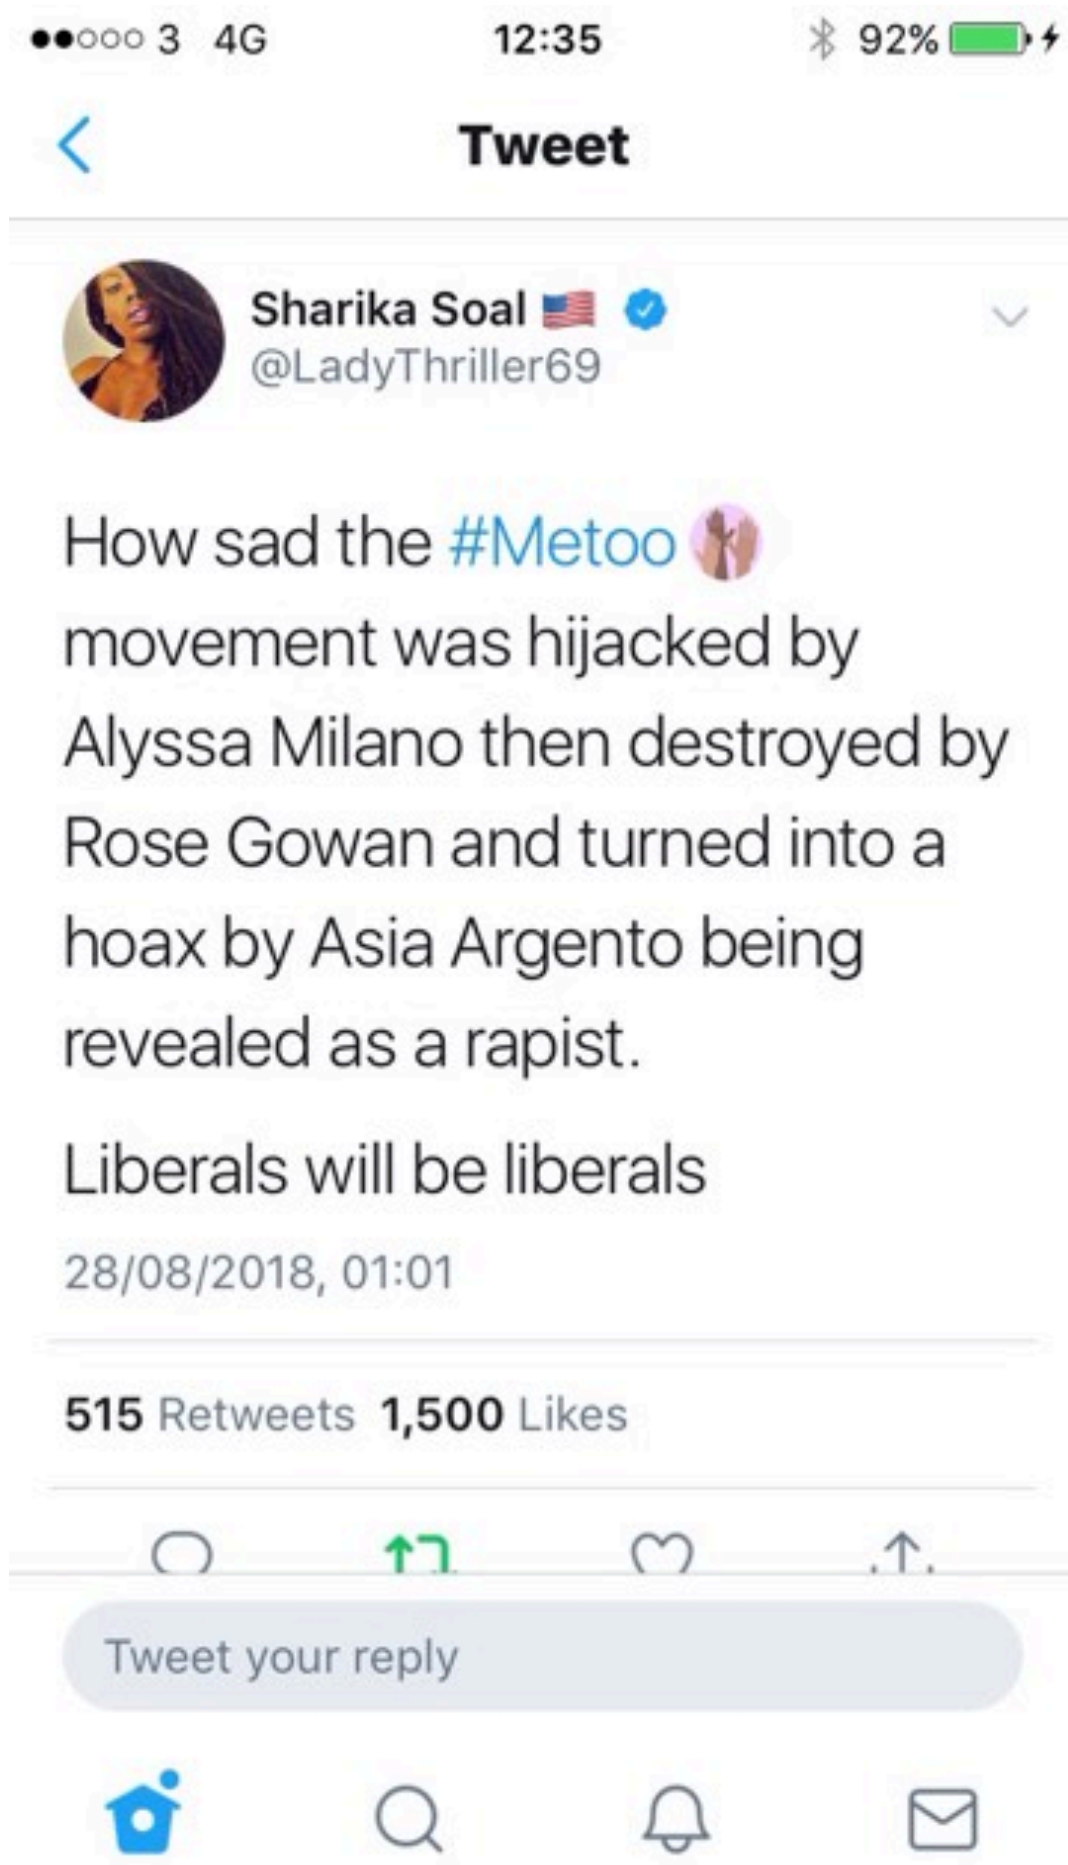 3 4G 12:35 92%
Tweet
Sharika Soal
@LadyThriller69
How sad the #Metoo
movement was hijacked by
Alyssa Milano then destroyed by
Rose Gowan and turned into a
hoax by Asia Argento being
revealed as a rapist.
Liberals will be liberals
28/08/2018, 01:01
515 Retweets 1,500 Likes
Tweet your reply